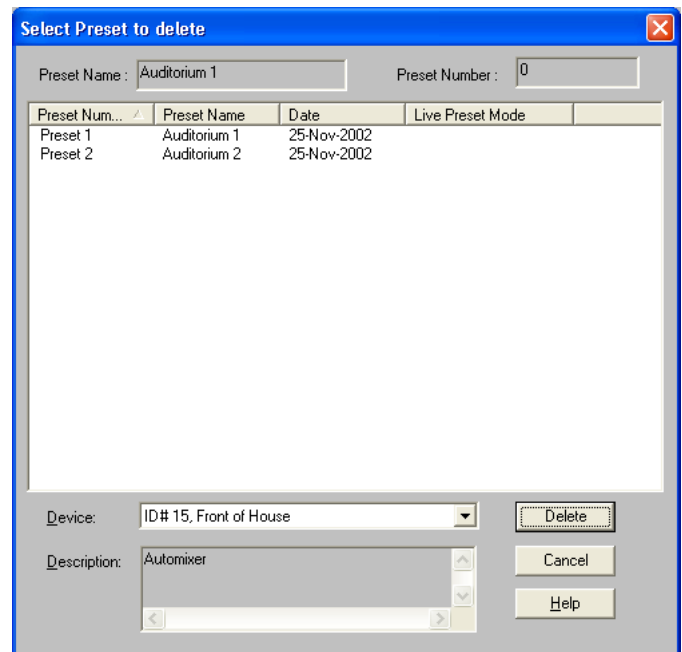 Select Preset to delete
Preset Name : Auditorium 1 Preset Number : 0
Preset Num... Preset Name Date Live Preset Mode
Preset 1 Auditorium 1 25-Nov-2002
Preset 2 Auditorium 2 25-Nov-2002
Device: ID# 15, Front of House Delete
Description: Automixer Cancel
Help